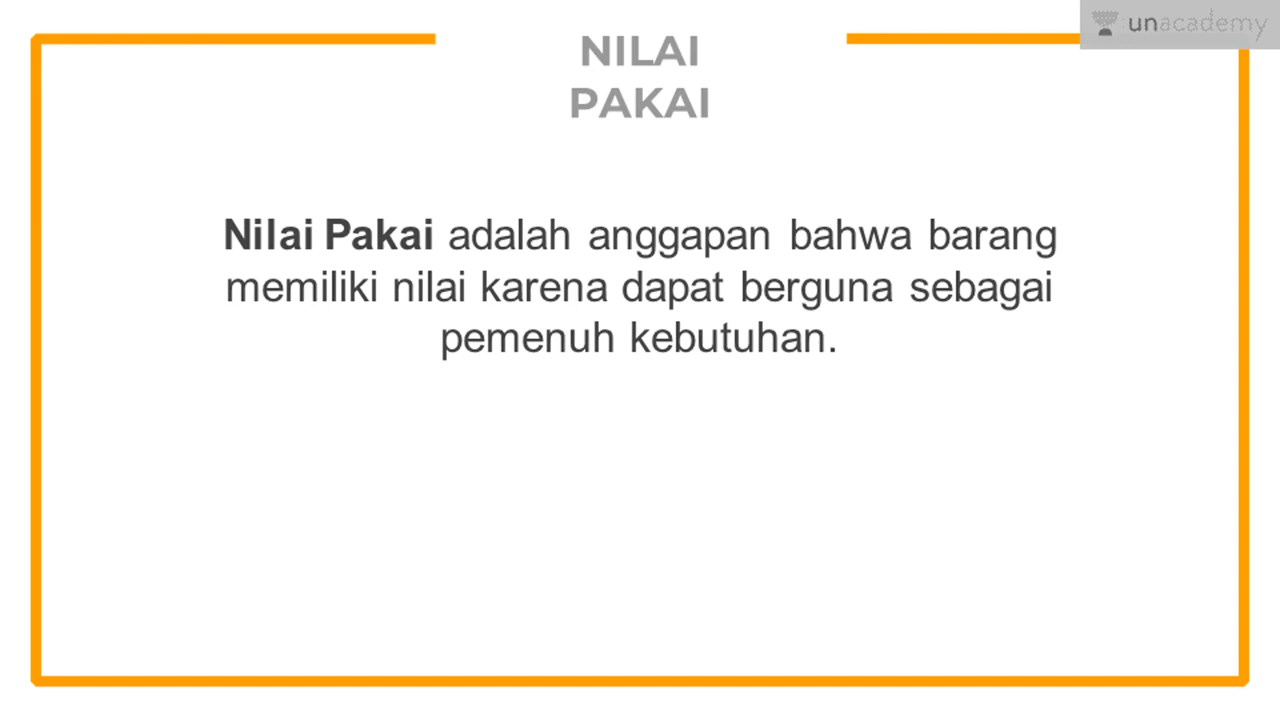 unacademy
NILAI
PAKAI
Nilai Pakai adalah anggapan bahwa barang
memiliki nilai karena dapat berguna sebagai
pemenuh kebutuhan.